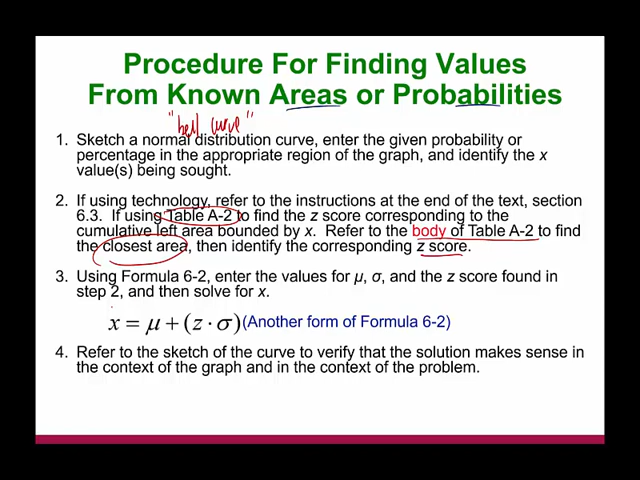 Procedure For Finding Values
From Known Areas or Probabilities
"bell curve"
1. Sketch a normal distribution curve, enter the given probability or
percentage in the appropriate region of the graph, and identify the x
value(s) being sought.
2. If using technology, refer to the instructions at the end of the text, section
6.3. If using Table A-2 to find the z score corresponding to the
cumulative left area bounded by x. Refer to the body of Table A-2 to find
the closest area, then identify the corresponding z score.
3. Using Formula 6-2, enter the values for μ, σ, and the z score found in
step 2, and then solve for x.
x = μ + (z · σ) (Another form of Formula 6-2)
4. Refer to the sketch of the curve to verify that the solution makes sense in
the context of the graph and in the context of the problem.